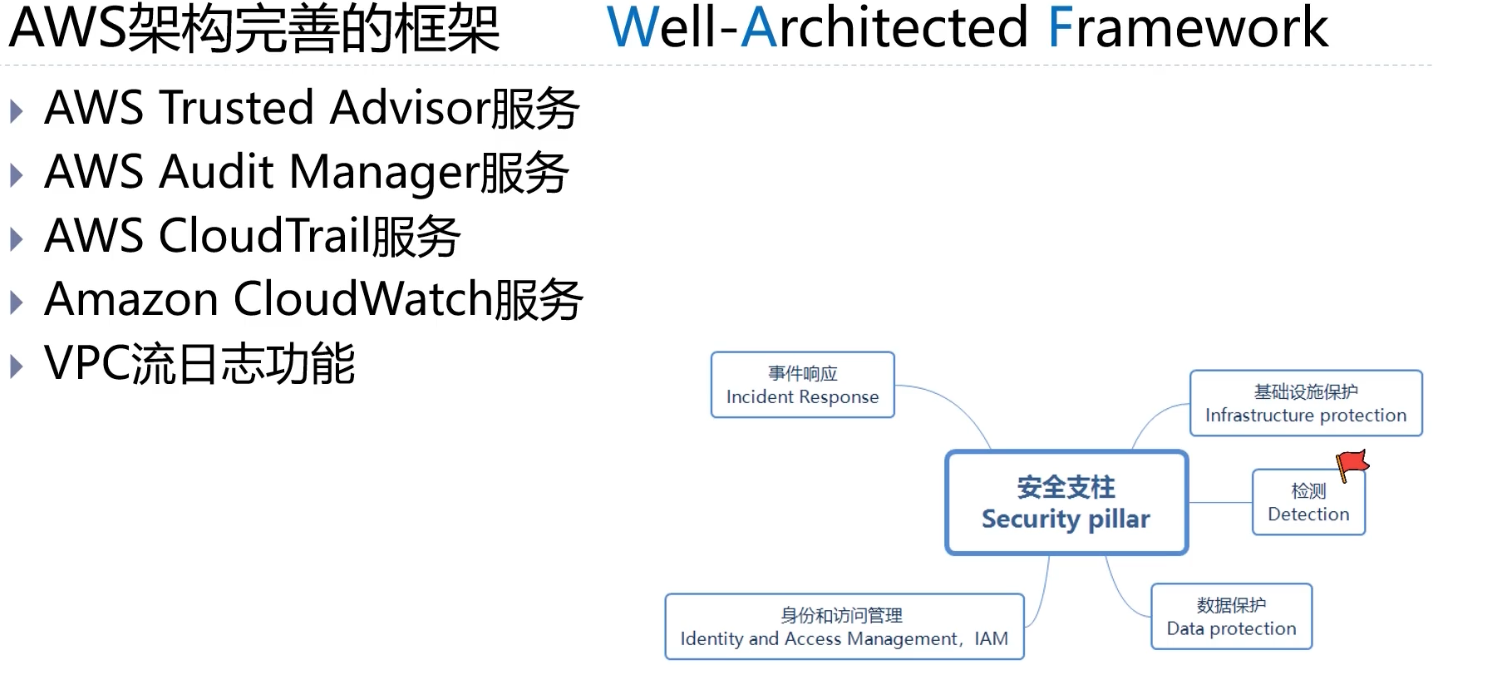 AWS架构完善的框架 Well-Architected Framework
AWS Trusted Advisor服务
AWS Audit Manager服务
AWS CloudTrail服务
Amazon CloudWatch服务
VPC流日志功能
事件响应
Incident Response
基础设施保护
Infrastructure protection
安全支柱
Security pillar
检测
Detection
身份和访问管理
Identity and Access Management，IAM
数据保护
Data protection